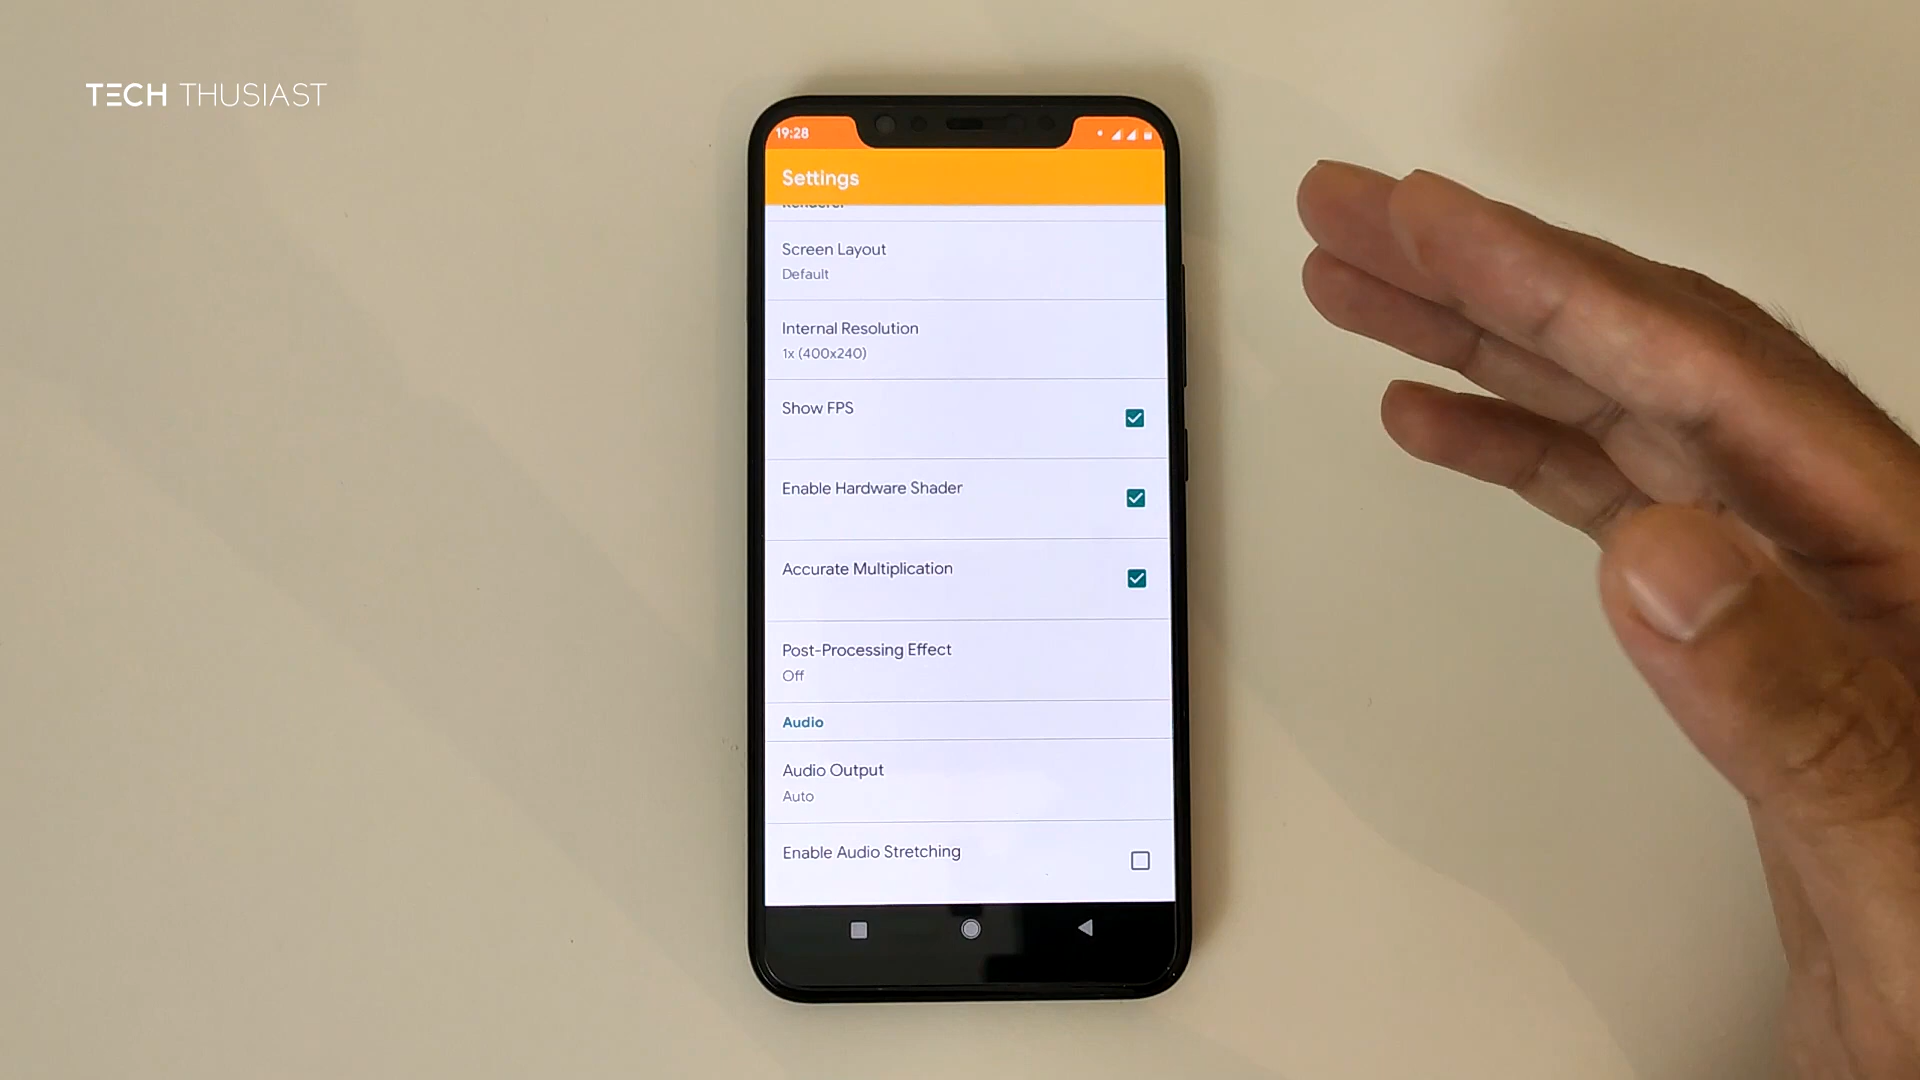 TECH THUSIAST
19:28
Settings
Renderer
Screen Layout
Default
Internal Resolution
1x (400x240)
Show FPS
Enable Hardware Shader
Accurate Multiplication
Post-Processing Effect
Off
Audio
Audio Output
Auto
Enable Audio Stretching